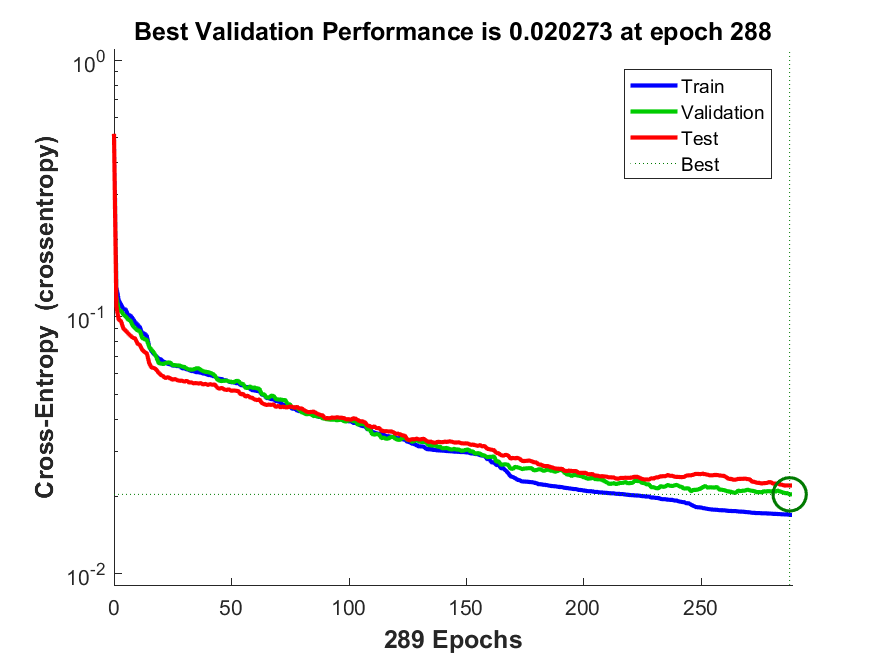 Best Validation Performance is 0.020273 at epoch 288
Cross-Entropy (crossentropy)
10^0
10^-1
10^-2
Train
Validation
Test
Best
0 50 100 150 200 250
289 Epochs